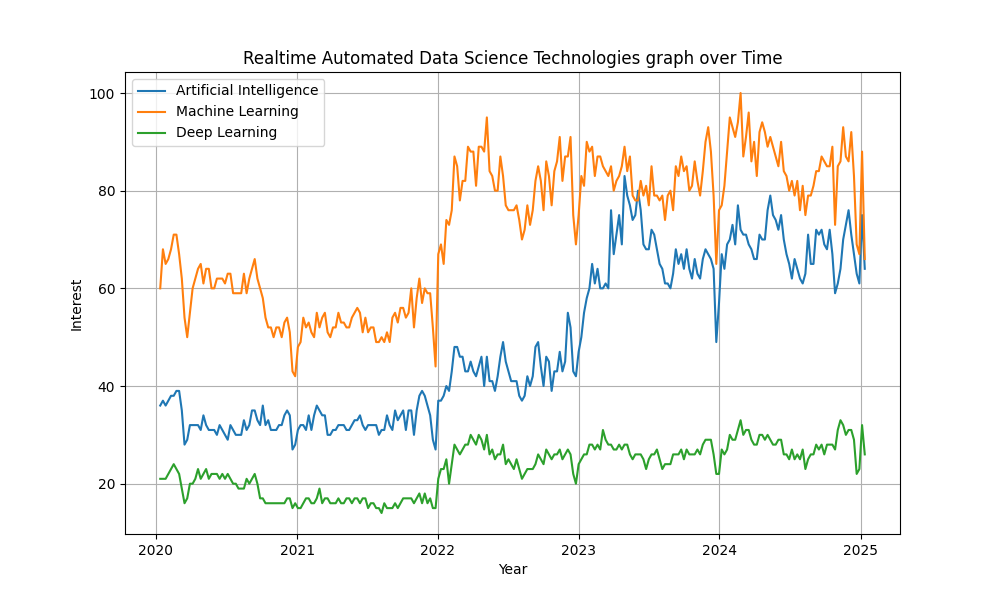 Realtime Automated Data Science Technologies graph over Time
Artificial Intelligence
Machine Learning
Deep Learning
100
80
60
40
20
Interest
2020 2021 2022 2023 2024 2025
Year